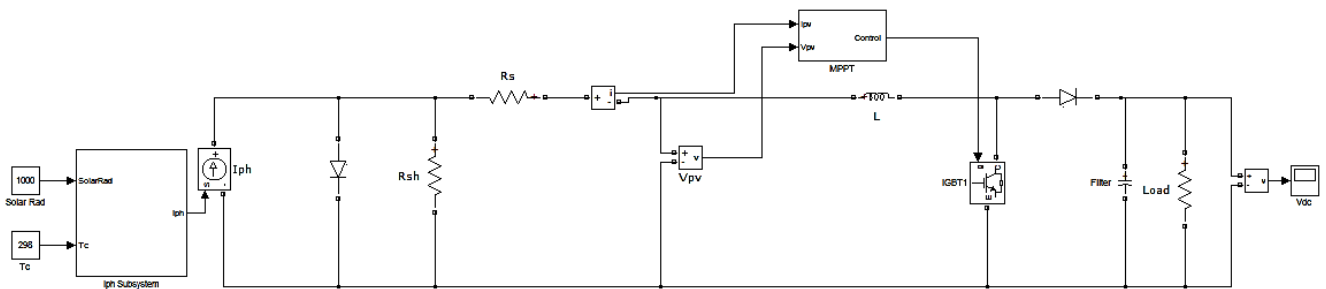 Ipv
Vpv
Control
MPPT
Rs
+
-
i
L
+
-
v
Vpv
1000
Solar Rad
298
Tc
SolarRad
Tc
Iph
Iph Subsystem
+
s
-
Iph
Rsh
g
C
E
IGBT1
Filter
Load
+
-
v
Vdc